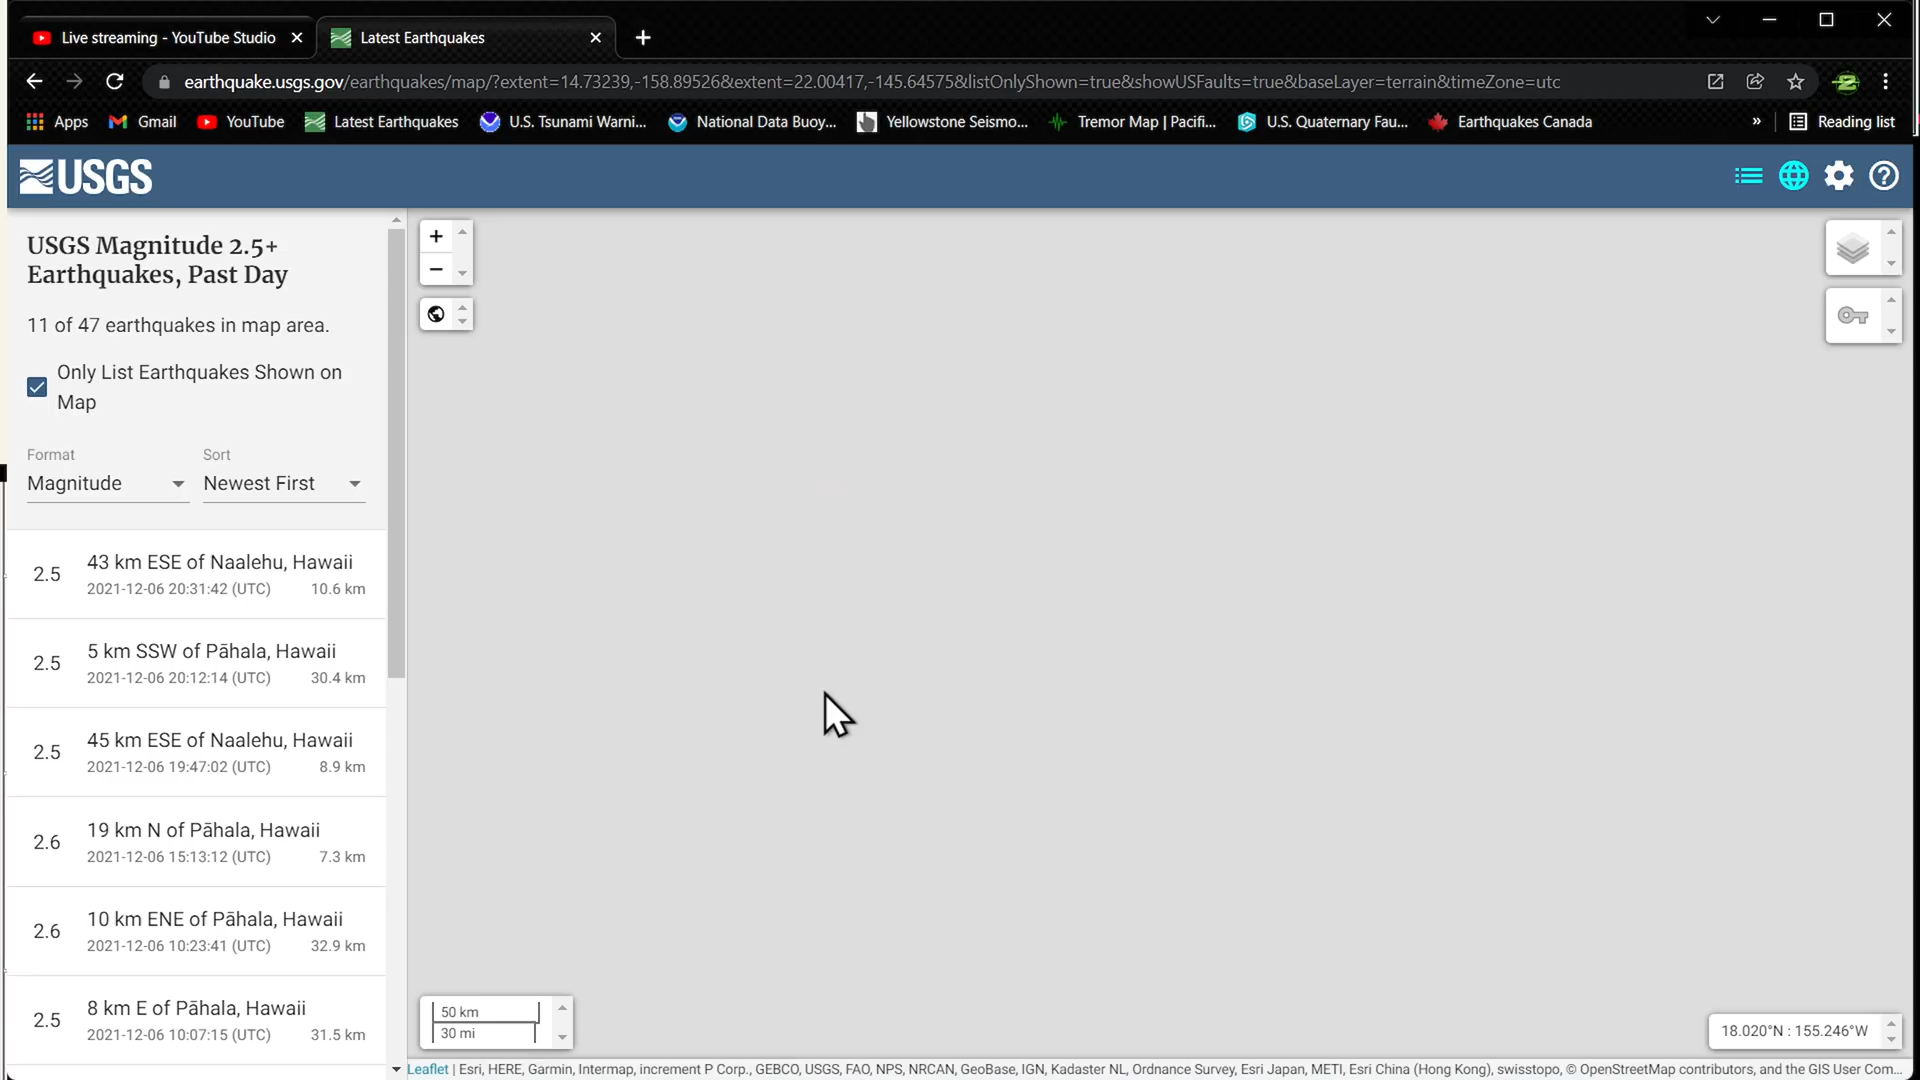 Live streaming - YouTube Studio
Latest Earthquakes
earthquake.usgs.gov/earthquakes/map/?extent=14.73239,-158.89526&extent=22.00417,-145.64575&listOnlyShown=true&showUSFaults=true&baseLayer=terrain&timeZone=utc
Apps Gmail YouTube Latest Earthquakes U.S. Tsunami Warni... National Data Buoy... Yellowstone Seismo... Tremor Map | Pacifi... U.S. Quaternary Fau... Earthquakes Canada » Reading list
USGS
USGS Magnitude 2.5+
Earthquakes, Past Day
11 of 47 earthquakes in map area.
Only List Earthquakes Shown on
Map
Format Sort
Magnitude Newest First
2.5 43 km ESE of Naalehu, Hawaii
2021-12-06 20:31:42 (UTC) 10.6 km
2.5 5 km SSW of Pāhala, Hawaii
2021-12-06 20:12:14 (UTC) 30.4 km
2.5 45 km ESE of Naalehu, Hawaii
2021-12-06 19:47:02 (UTC) 8.9 km
2.6 19 km N of Pāhala, Hawaii
2021-12-06 15:13:12 (UTC) 7.3 km
2.6 10 km ENE of Pāhala, Hawaii
2021-12-06 10:23:41 (UTC) 32.9 km
2.5 8 km E of Pāhala, Hawaii
2021-12-06 10:07:15 (UTC) 31.5 km
+
−
50 km
30 mi
18.020°N : 155.246°W
Leaflet | Esri, HERE, Garmin, Intermap, increment P Corp., GEBCO, USGS, FAO, NPS, NRCAN, GeoBase, IGN, Kadaster NL, Ordnance Survey, Esri Japan, METI, Esri China (Hong Kong), swisstopo, © OpenStreetMap contributors, and the GIS User Com...